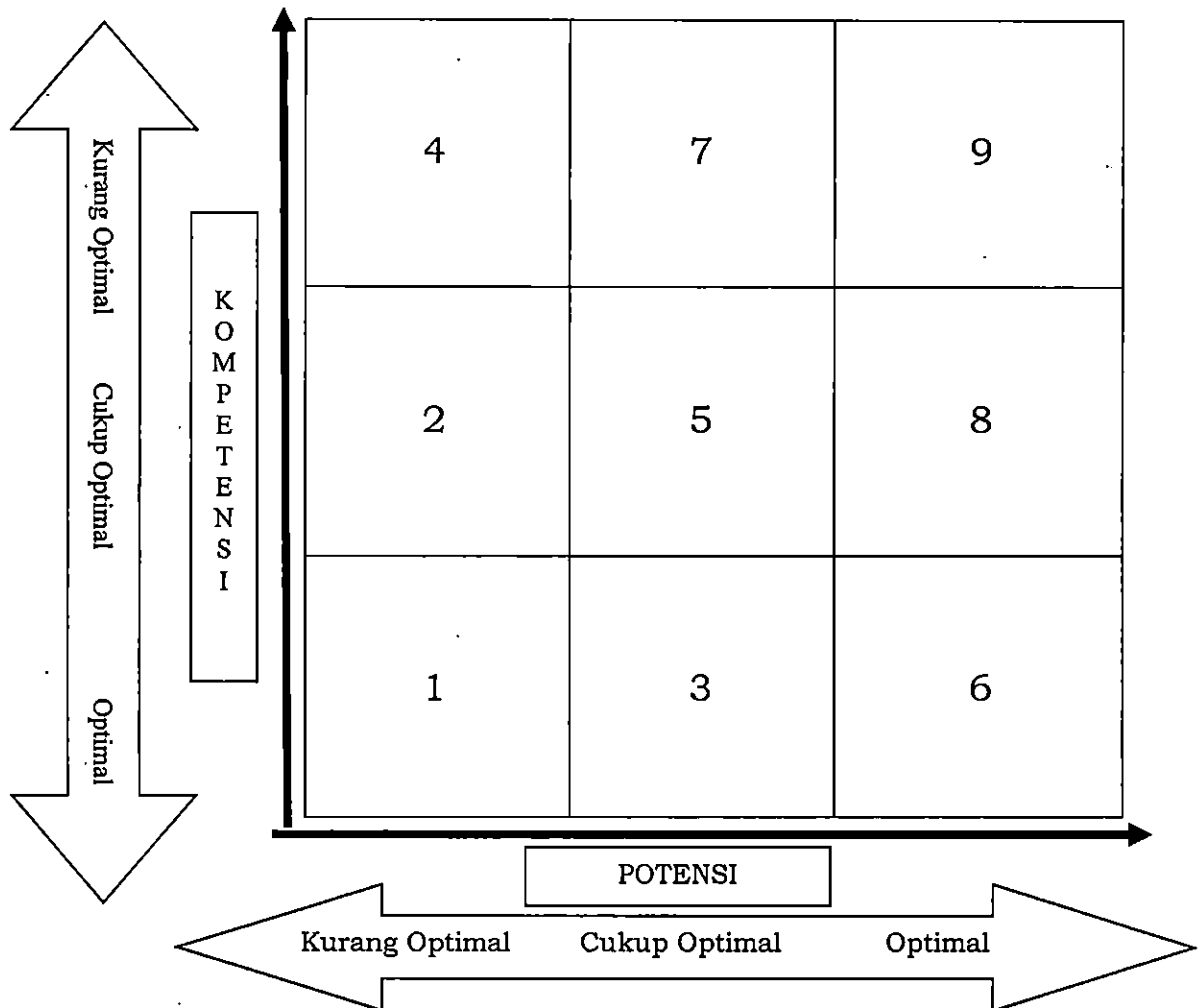 4 7 9
2 5 8
1 3 6
Kurang Optimal Cukup Optimal Optimal
KOMPETENSI
POTENSI
Kurang Optimal Cukup Optimal Optimal